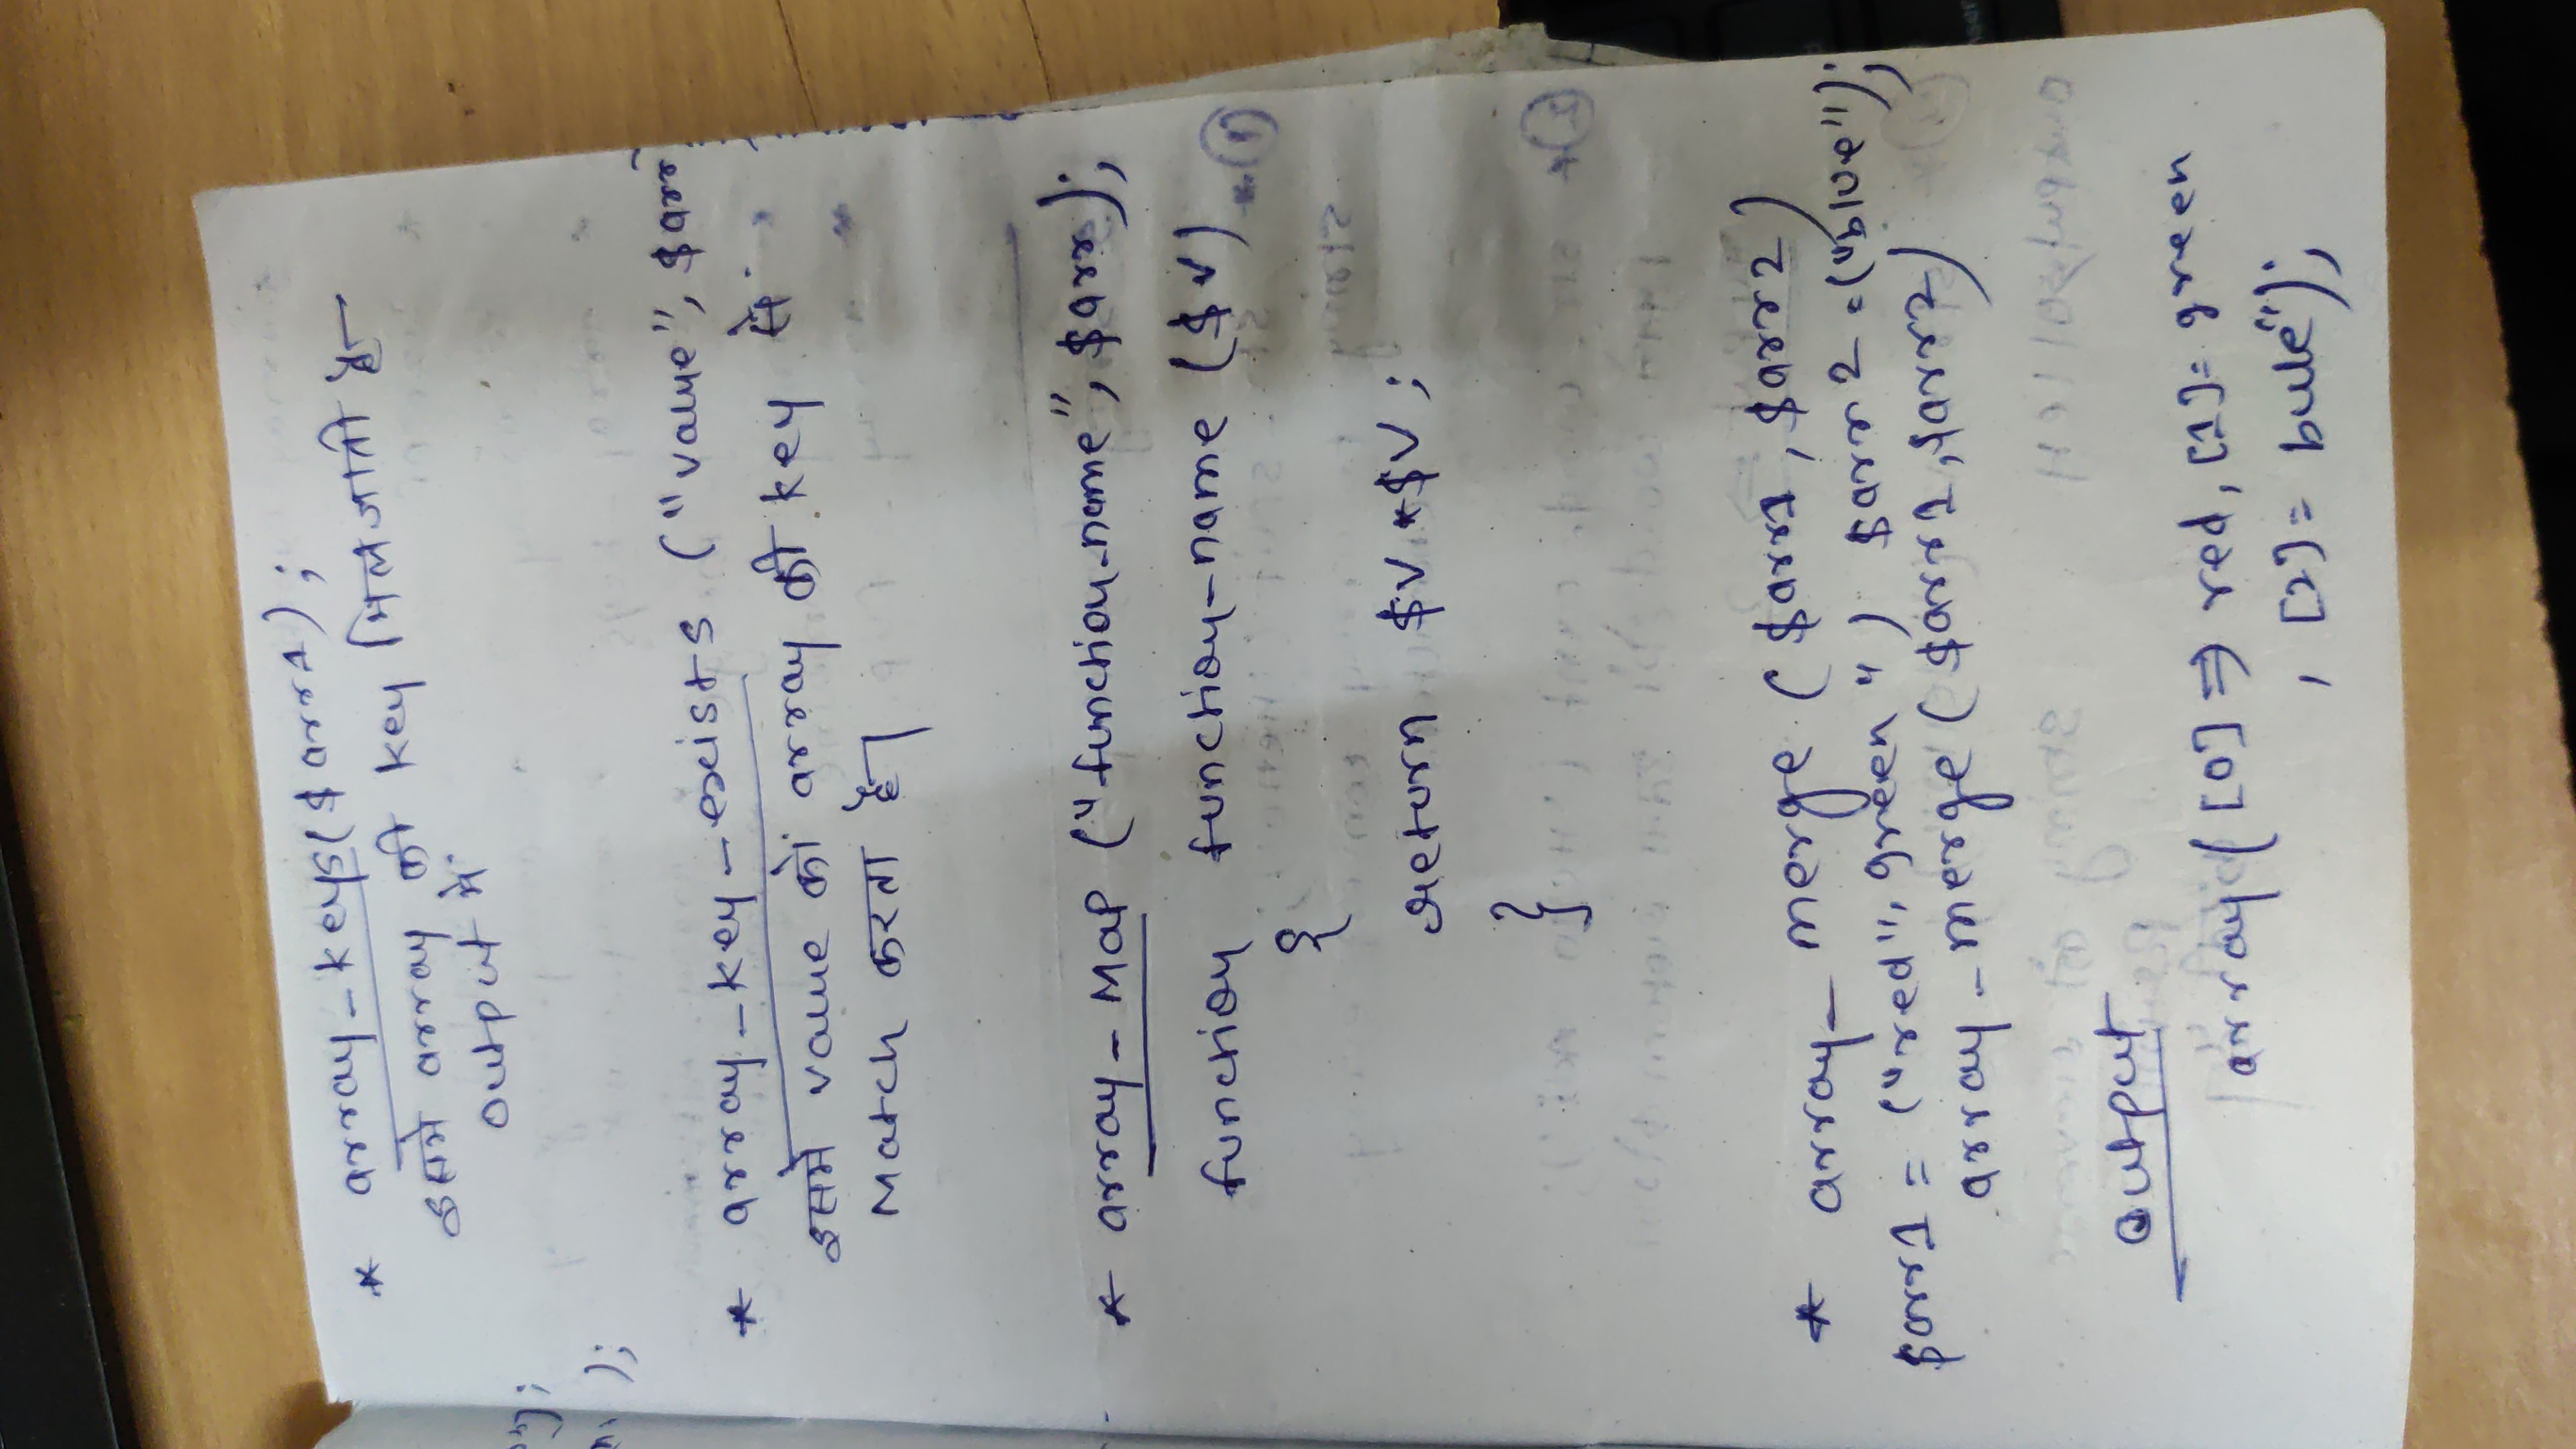 * array_keys($arr1);
इसमे array की key मिलजाती है
output में
);
* array_key_exists ("value", $arr
इसमें value को array की key से
Match करता है।
* array_Map ("function_name", $arr);
function function_name ($v)
{
return $v*$v;
}
* array_merge ($arr1, $arr2)
$arr1 = ("red", green") $arr2 = ("blue");
array_merge ($arr1, $arr2)
output
array ([0] => red, [1]= green
, [2]= bule");